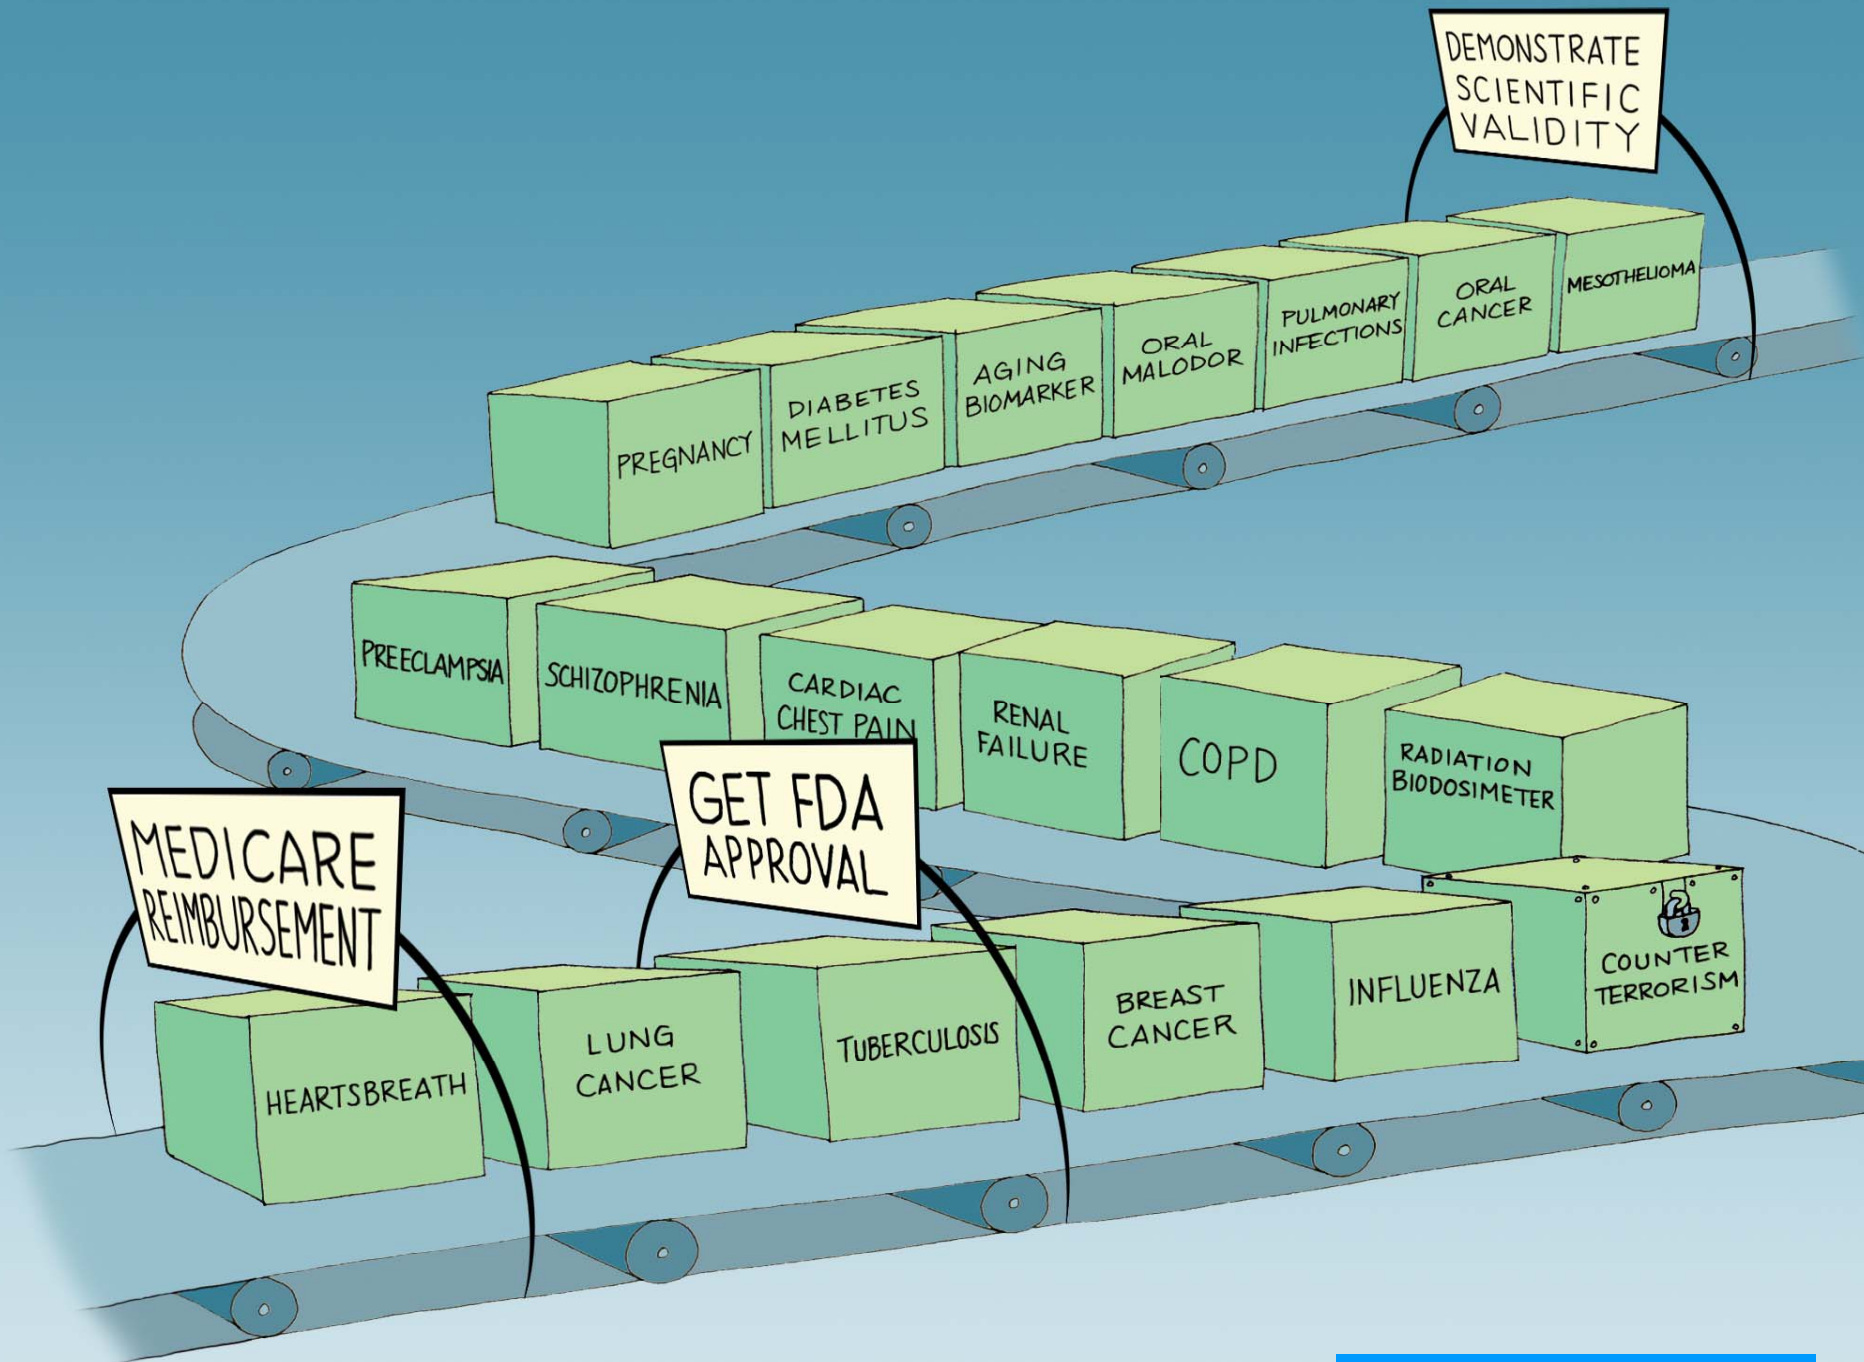 DEMONSTRATE
SCIENTIFIC
VALIDITY
PREGNANCY
DIABETES
MELLITUS
AGING
BIOMARKER
ORAL
MALODOR
PULMONARY
INFECTIONS
ORAL
CANCER
MESOTHELIOMA
PREECLAMPSIA
SCHIZOPHRENIA
CARDIAC
CHEST PAIN
RENAL
FAILURE
COPD
RADIATION
BIODOSIMETER
MEDICARE
REIMBURSEMENT
GET FDA
APPROVAL
HEARTSBREATH
LUNG
CANCER
TUBERCULOSIS
BREAST
CANCER
INFLUENZA
COUNTER
TERRORISM